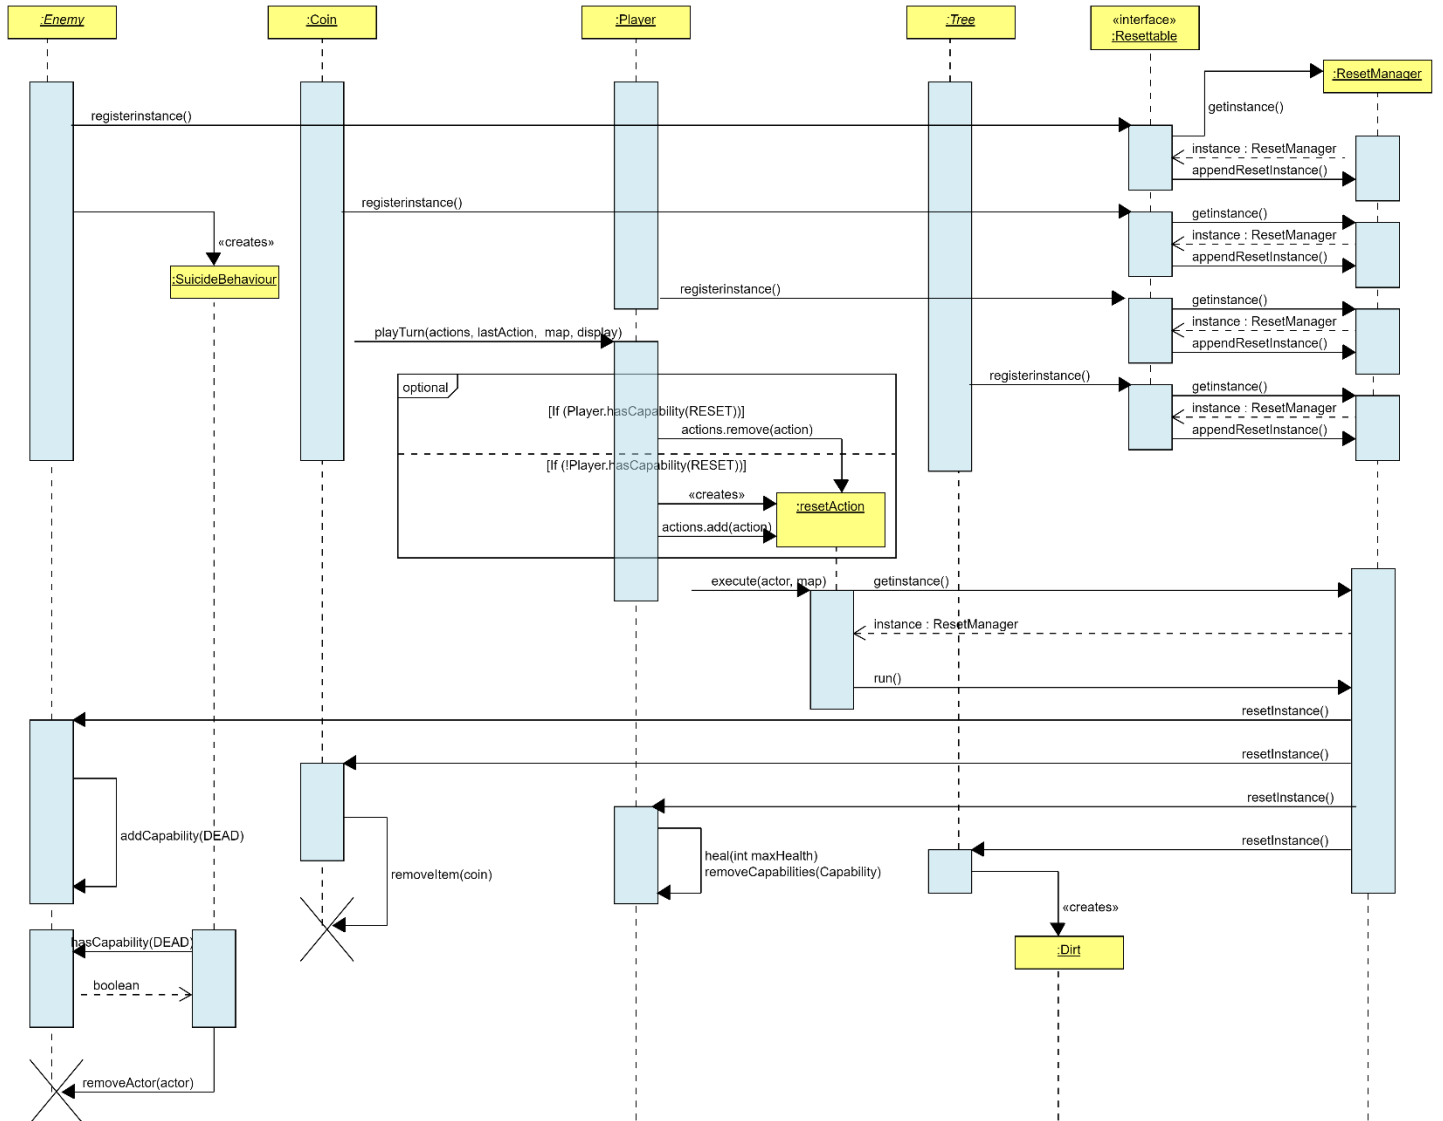 :Enemy
:Coin
:Player
:Tree
«interface»
:Resettable
:ResetManager
getinstance()
registerinstance()
instance : ResetManager
appendResetInstance()
registerinstance()
getinstance()
instance : ResetManager
appendResetInstance()
«creates»
:SuicideBehaviour
registerinstance()
getinstance()
instance : ResetManager
appendResetInstance()
playTurn(actions, lastAction, map, display)
registerinstance()
getinstance()
instance : ResetManager
appendResetInstance()
optional
[If (Player.hasCapability(RESET))]
actions.remove(action)
[If (!Player.hasCapability(RESET))]
«creates»
:resetAction
actions.add(action)
execute(actor, map)
getinstance()
instance : ResetManager
run()
resetInstance()
resetInstance()
resetInstance()
resetInstance()
addCapability(DEAD)
heal(int maxHealth)
removeCapabilities(Capability)
removeItem(coin)
«creates»
hasCapability(DEAD)
:Dirt
boolean
removeActor(actor)